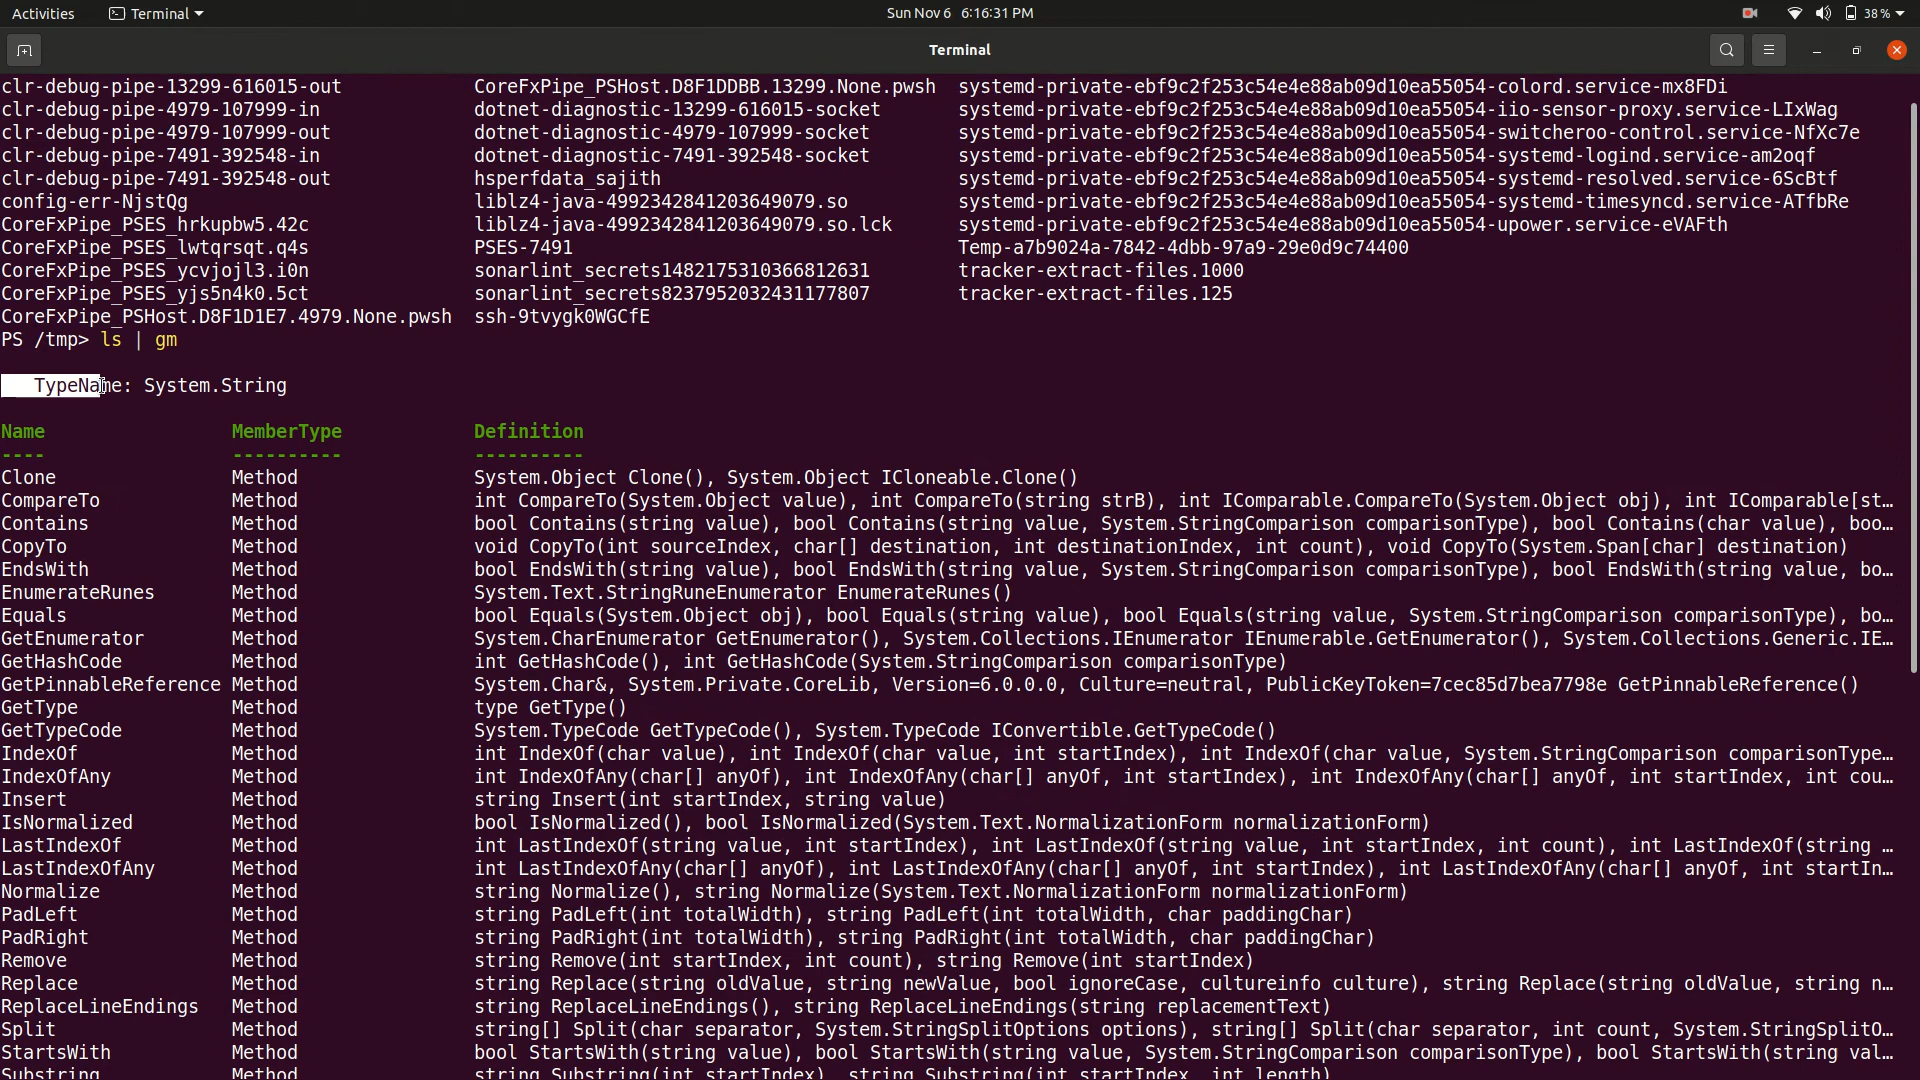 Activities Terminal Sun Nov 6 6:16:31 PM 38 %
Terminal
clr-debug-pipe-13299-616015-out CoreFxPipe_PSHost.D8F1DDBB.13299.None.pwsh systemd-private-ebf9c2f253c54e4e88ab09d10ea55054-colord.service-mx8FDi
clr-debug-pipe-4979-107999-in dotnet-diagnostic-13299-616015-socket systemd-private-ebf9c2f253c54e4e88ab09d10ea55054-iio-sensor-proxy.service-LIxWag
clr-debug-pipe-4979-107999-out dotnet-diagnostic-4979-107999-socket systemd-private-ebf9c2f253c54e4e88ab09d10ea55054-switcheroo-control.service-NfXc7e
clr-debug-pipe-7491-392548-in dotnet-diagnostic-7491-392548-socket systemd-private-ebf9c2f253c54e4e88ab09d10ea55054-systemd-logind.service-am2oqf
clr-debug-pipe-7491-392548-out hsperfdata_sajith systemd-private-ebf9c2f253c54e4e88ab09d10ea55054-systemd-resolved.service-6ScBtf
config-err-NjstQg liblz4-java-4992342841203649079.so systemd-private-ebf9c2f253c54e4e88ab09d10ea55054-systemd-timesyncd.service-ATfbRe
CoreFxPipe_PSES_hrkupbw5.42c liblz4-java-4992342841203649079.so.lck systemd-private-ebf9c2f253c54e4e88ab09d10ea55054-upower.service-eVAFth
CoreFxPipe_PSES_lwtqrsqt.q4s PSES-7491 Temp-a7b9024a-7842-4dbb-97a9-29e0d9c74400
CoreFxPipe_PSES_ycvjojl3.i0n sonarlint_secrets1482175310366812631 tracker-extract-files.1000
CoreFxPipe_PSES_yjs5n4k0.5ct sonarlint_secrets8237952032431177807 tracker-extract-files.125
CoreFxPipe_PSHost.D8F1D1E7.4979.None.pwsh ssh-9tvygk0WGCfE
PS /tmp> ls | gm
TypeName: System.String
Name MemberType Definition
---- ---------- ----------
Clone Method System.Object Clone(), System.Object ICloneable.Clone()
CompareTo Method int CompareTo(System.Object value), int CompareTo(string strB), int IComparable.CompareTo(System.Object obj), int IComparable[st…
Contains Method bool Contains(string value), bool Contains(string value, System.StringComparison comparisonType), bool Contains(char value), boo…
CopyTo Method void CopyTo(int sourceIndex, char[] destination, int destinationIndex, int count), void CopyTo(System.Span[char] destination)
EndsWith Method bool EndsWith(string value), bool EndsWith(string value, System.StringComparison comparisonType), bool EndsWith(string value, bo…
EnumerateRunes Method System.Text.StringRuneEnumerator EnumerateRunes()
Equals Method bool Equals(System.Object obj), bool Equals(string value), bool Equals(string value, System.StringComparison comparisonType), bo…
GetEnumerator Method System.CharEnumerator GetEnumerator(), System.Collections.IEnumerator IEnumerable.GetEnumerator(), System.Collections.Generic.IE…
GetHashCode Method int GetHashCode(), int GetHashCode(System.StringComparison comparisonType)
GetPinnableReference Method System.Char&, System.Private.CoreLib, Version=6.0.0.0, Culture=neutral, PublicKeyToken=7cec85d7bea7798e GetPinnableReference()
GetType Method type GetType()
GetTypeCode Method System.TypeCode GetTypeCode(), System.TypeCode IConvertible.GetTypeCode()
IndexOf Method int IndexOf(char value), int IndexOf(char value, int startIndex), int IndexOf(char value, System.StringComparison comparisonType…
IndexOfAny Method int IndexOfAny(char[] anyOf), int IndexOfAny(char[] anyOf, int startIndex), int IndexOfAny(char[] anyOf, int startIndex, int cou…
Insert Method string Insert(int startIndex, string value)
IsNormalized Method bool IsNormalized(), bool IsNormalized(System.Text.NormalizationForm normalizationForm)
LastIndexOf Method int LastIndexOf(string value, int startIndex), int LastIndexOf(string value, int startIndex, int count), int LastIndexOf(string …
LastIndexOfAny Method int LastIndexOfAny(char[] anyOf), int LastIndexOfAny(char[] anyOf, int startIndex), int LastIndexOfAny(char[] anyOf, int startIn…
Normalize Method string Normalize(), string Normalize(System.Text.NormalizationForm normalizationForm)
PadLeft Method string PadLeft(int totalWidth), string PadLeft(int totalWidth, char paddingChar)
PadRight Method string PadRight(int totalWidth), string PadRight(int totalWidth, char paddingChar)
Remove Method string Remove(int startIndex, int count), string Remove(int startIndex)
Replace Method string Replace(string oldValue, string newValue, bool ignoreCase, cultureinfo culture), string Replace(string oldValue, string n…
ReplaceLineEndings Method string ReplaceLineEndings(), string ReplaceLineEndings(string replacementText)
Split Method string[] Split(char separator, System.StringSplitOptions options), string[] Split(char separator, int count, System.StringSplitO…
StartsWith Method bool StartsWith(string value), bool StartsWith(string value, System.StringComparison comparisonType), bool StartsWith(string val…
Substring Method string Substring(int startIndex), string Substring(int startIndex, int length)